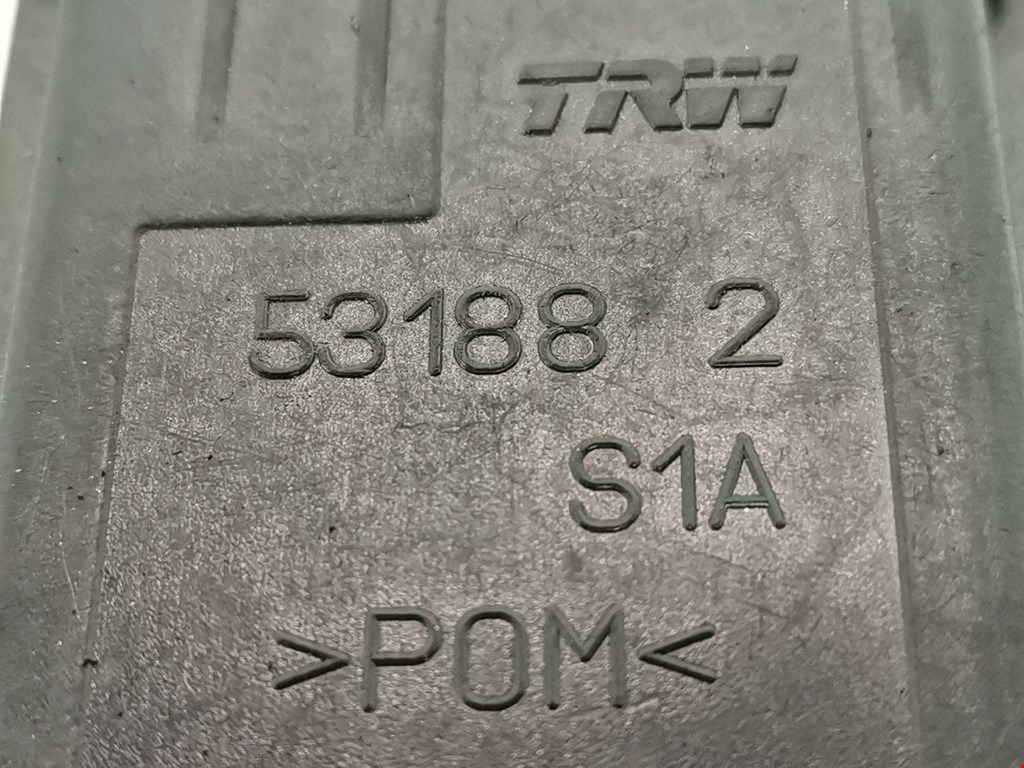 TRW
53188 2
S1A
>POM<